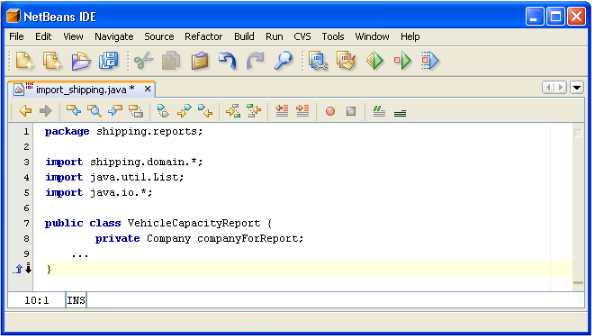 NetBeans IDE
File Edit View Navigate Source Refactor Build Run CVS Tools Window Help
import_shipping.java * x
1 package shipping.reports;
2
3 import shipping.domain.*;
4 import java.util.List;
5 import java.io.*;
6
7 public class VehicleCapacityReport {
8 private Company companyForReport;
9 ...
}
10:1 INS